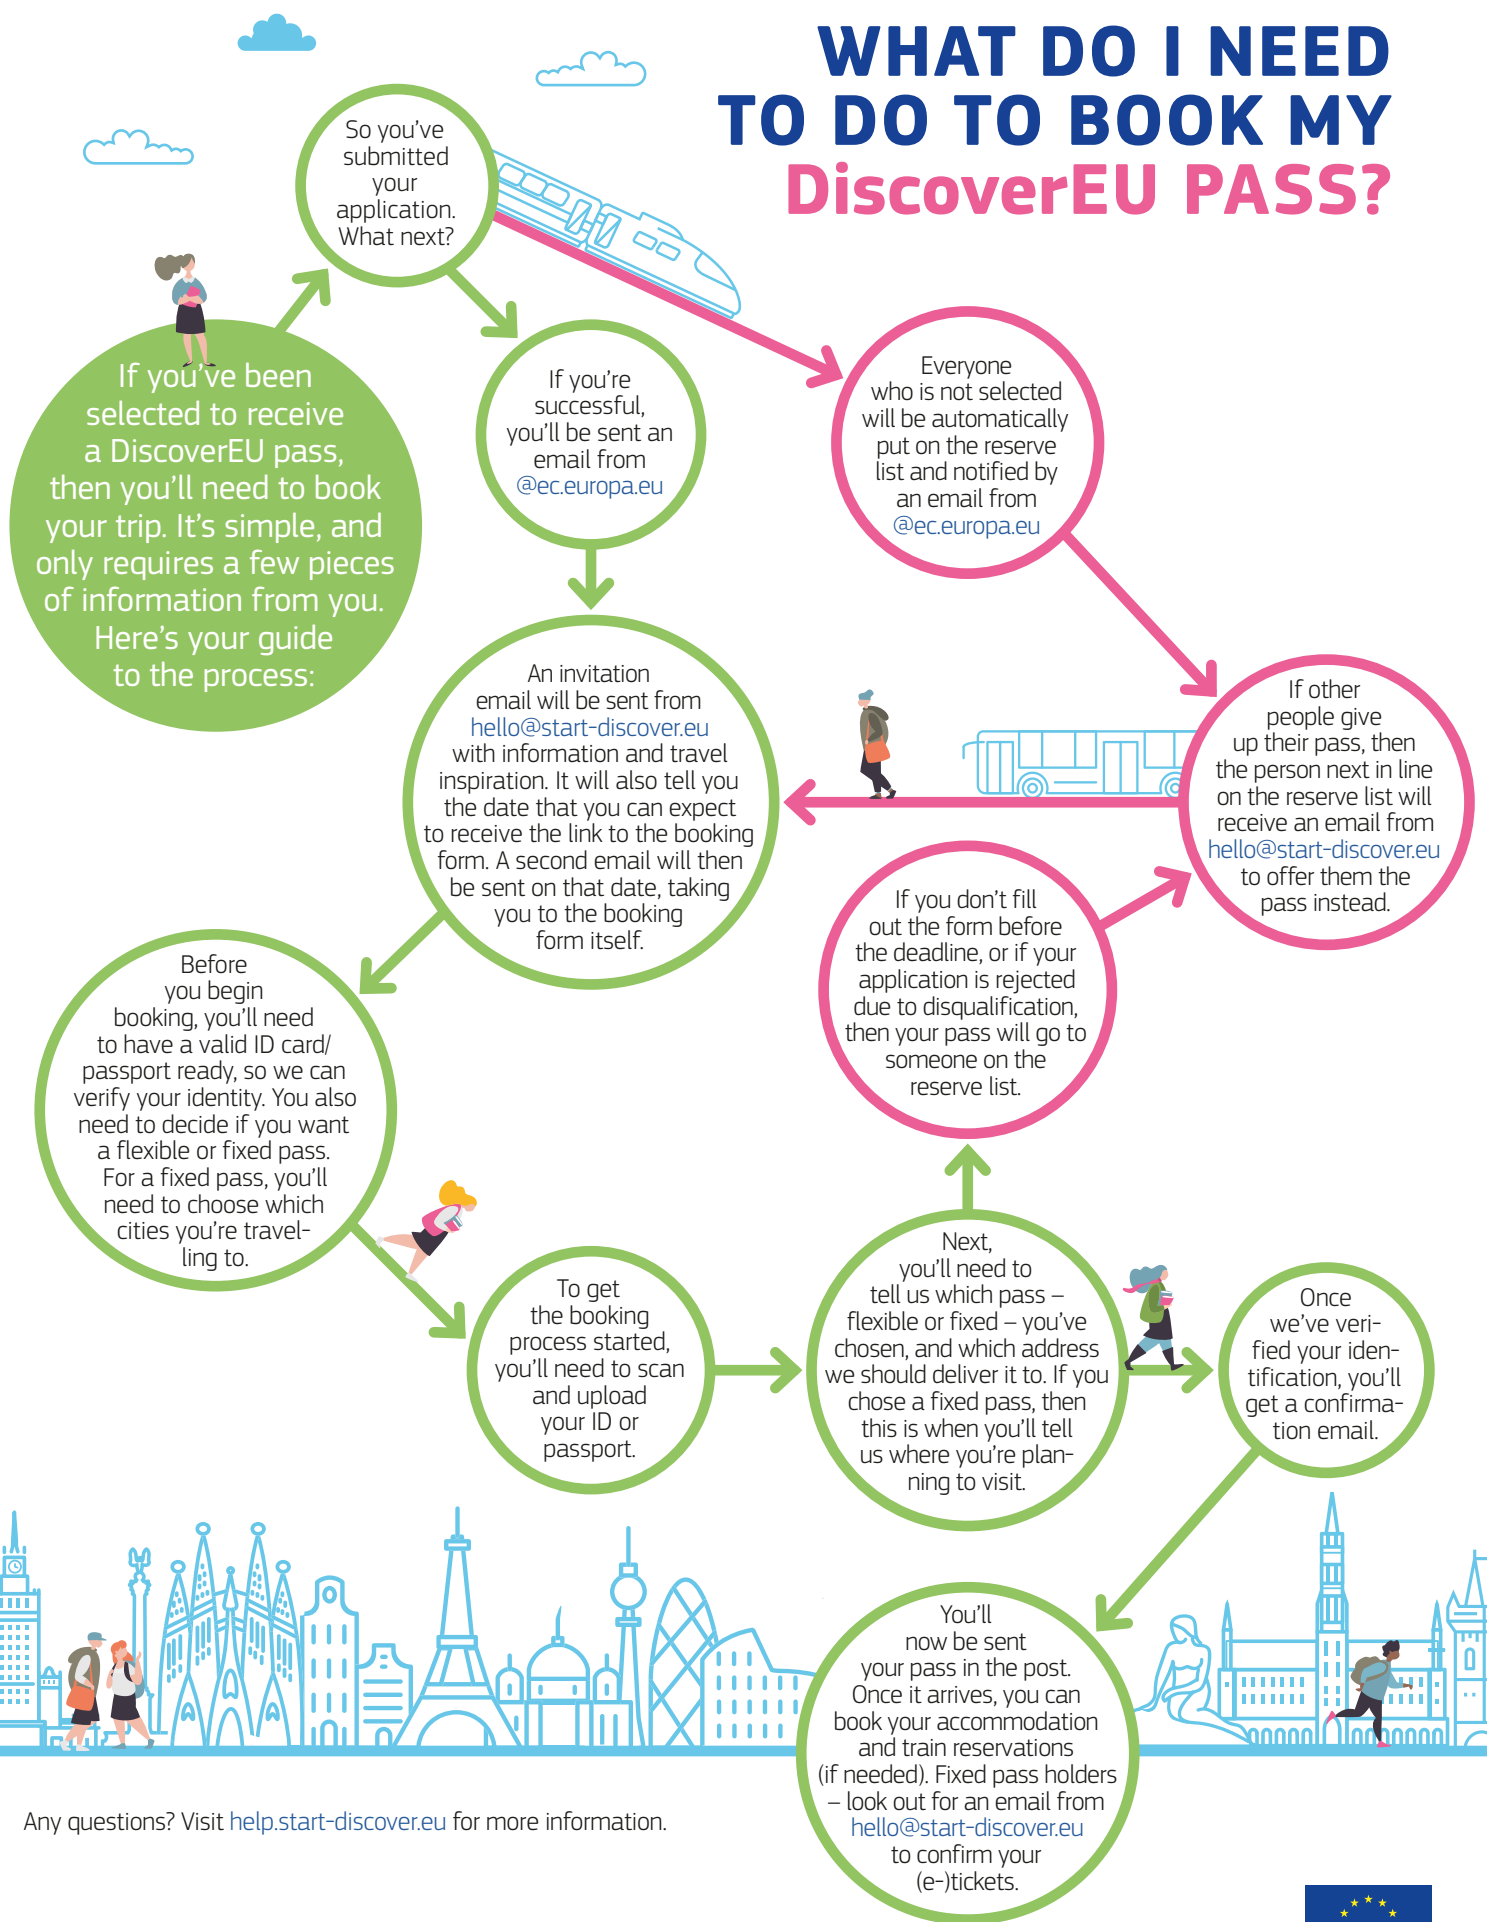 WHAT DO I NEED
TO DO TO BOOK MY
DiscoverEU PASS?
If you've been
selected to receive
a DiscoverEU pass,
then you'll need to book
your trip. It's simple, and
only requires a few pieces
of information from you.
Here's your guide
to the process:
So you've
submitted
your
application.
What next?
If you're
successful,
you'll be sent an
email from
@ec.europa.eu
Everyone
who is not selected
will be automatically
put on the reserve
list and notified by
an email from
@ec.europa.eu
An invitation
email will be sent from
hello@start-discover.eu
with information and travel
inspiration. It will also tell you
the date that you can expect
to receive the link to the booking
form. A second email will then
be sent on that date, taking
you to the booking
form itself.
If other
people give
up their pass, then
the person next in line
on the reserve list will
receive an email from
hello@start-discover.eu
to offer them the
pass instead.
If you don't fill
out the form before
the deadline, or if your
application is rejected
due to disqualification,
then your pass will go to
someone on the
reserve list.
Before
you begin
booking, you'll need
to have a valid ID card/
passport ready, so we can
verify your identity. You also
need to decide if you want
a flexible or fixed pass.
For a fixed pass, you'll
need to choose which
cities you're travel-
ling to.
To get
the booking
process started,
you'll need to scan
and upload
your ID or
passport.
Next,
you'll need to
tell us which pass –
flexible or fixed – you've
chosen, and which address
we should deliver it to. If you
chose a fixed pass, then
this is when you'll tell
us where you're plan-
ning to visit.
Once
we've veri-
fied your iden-
tification, you'll
get a confirma-
tion email.
You'll
now be sent
your pass in the post.
Once it arrives, you can
book your accommodation
and train reservations
(if needed). Fixed pass holders
– look out for an email from
hello@start-discover.eu
to confirm your
(e-)tickets.
Any questions? Visit help.start-discover.eu for more information.